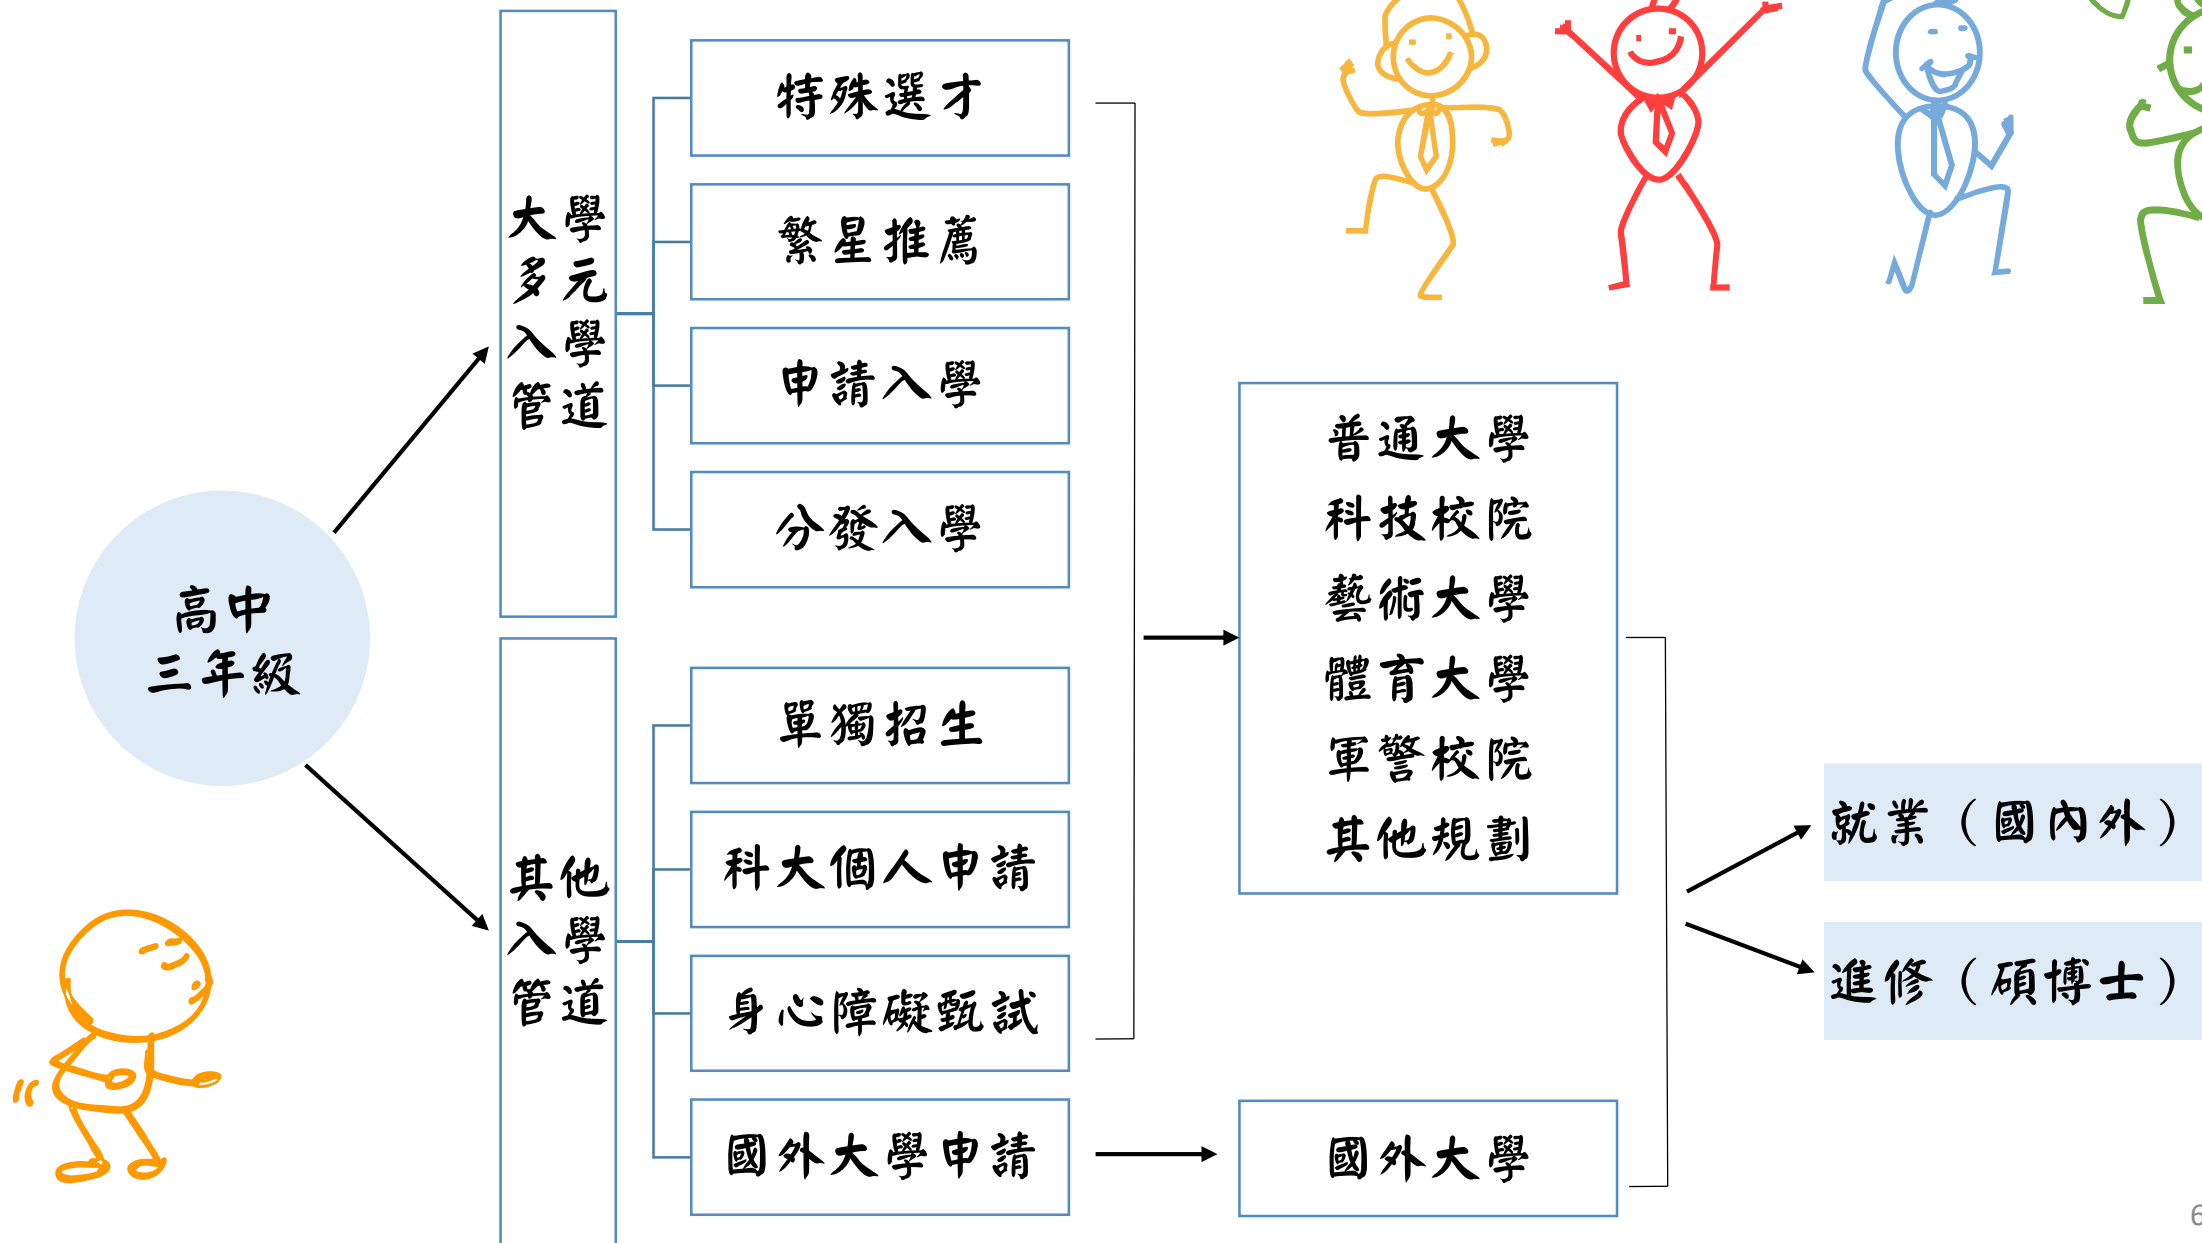 高中
三年級
大學
多元
入學
管道
特殊選才
繁星推薦
申請入學
分發入學
其他
入學
管道
單獨招生
科大個人申請
身心障礙甄試
國外大學申請
普通大學
科技校院
藝術大學
體育大學
軍警校院
其他規劃
國外大學
就業（國內外）
進修（碩博士）
6